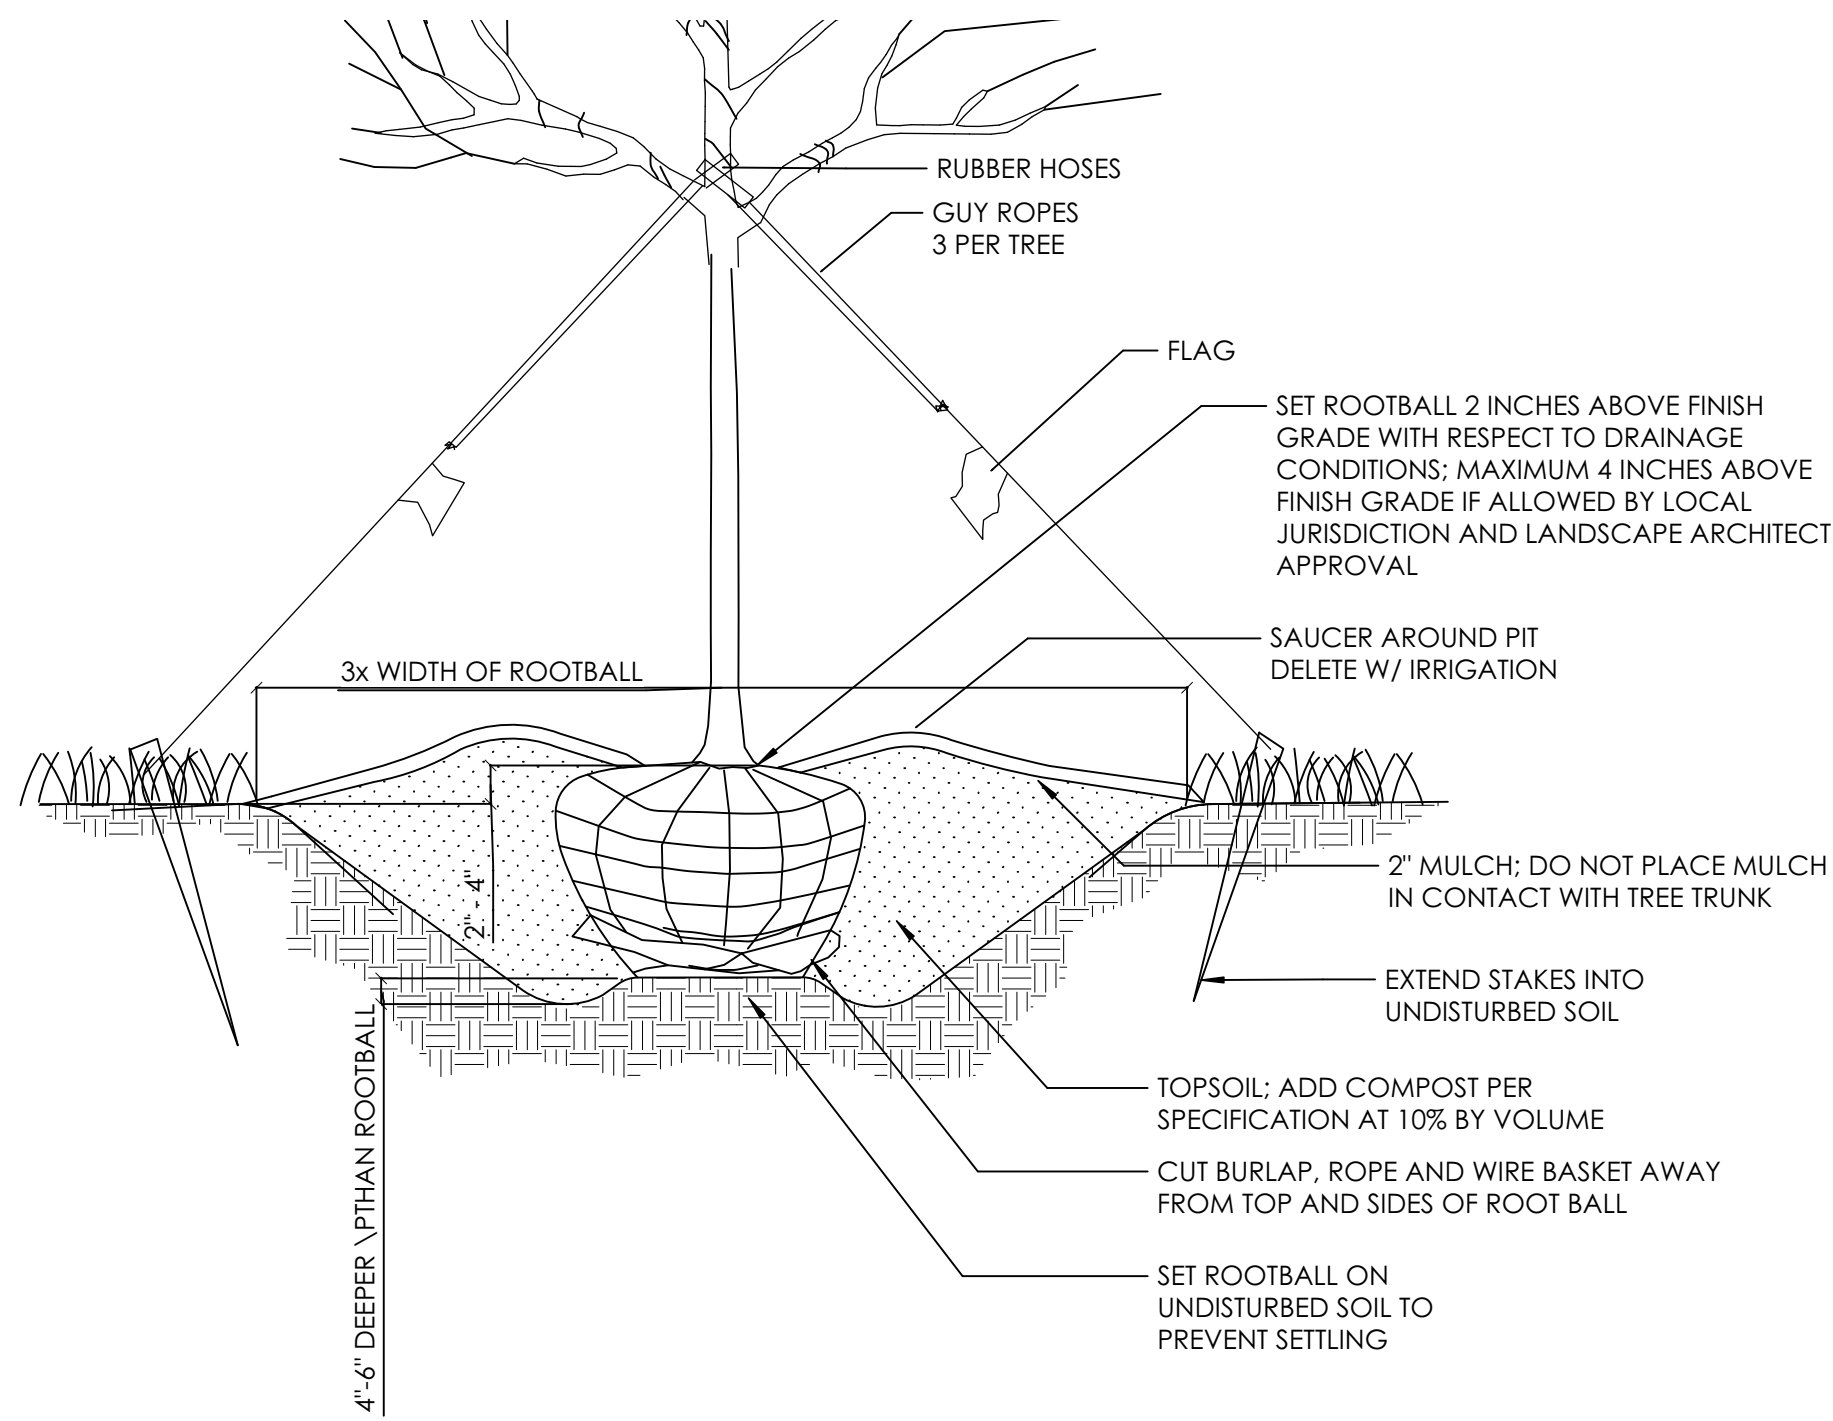 RUBBER HOSES
GUY ROPES
3 PER TREE
FLAG
SET ROOTBALL 2 INCHES ABOVE FINISH
GRADE WITH RESPECT TO DRAINAGE
CONDITIONS; MAXIMUM 4 INCHES ABOVE
FINISH GRADE IF ALLOWED BY LOCAL
JURISDICTION AND LANDSCAPE ARCHITECT
APPROVAL
SAUCER AROUND PIT
DELETE W/ IRRIGATION
3x WIDTH OF ROOTBALL
2" - 4"
2" MULCH; DO NOT PLACE MULCH
IN CONTACT WITH TREE TRUNK
EXTEND STAKES INTO
UNDISTURBED SOIL
4"-6" DEEPER \PTHAN ROOTBALL
TOPSOIL; ADD COMPOST PER
SPECIFICATION AT 10% BY VOLUME
CUT BURLAP, ROPE AND WIRE BASKET AWAY
FROM TOP AND SIDES OF ROOT BALL
SET ROOTBALL ON
UNDISTURBED SOIL TO
PREVENT SETTLING